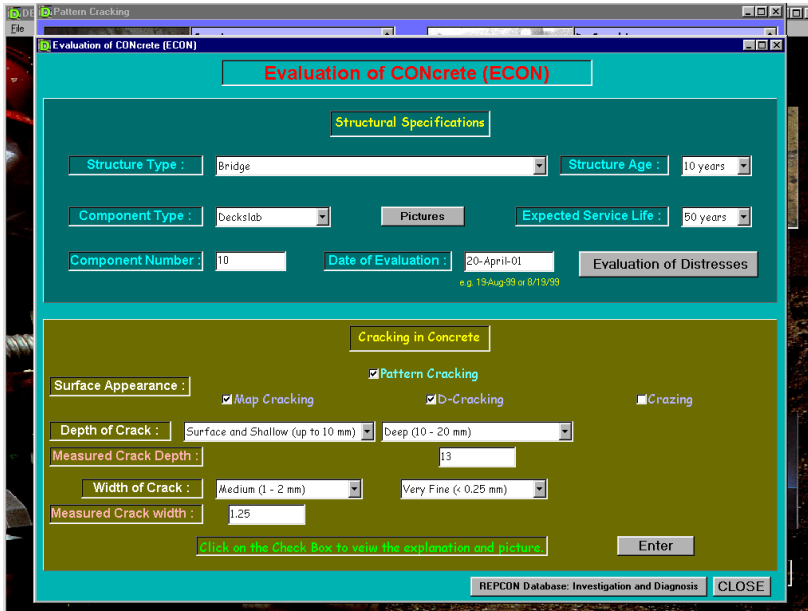 Pattern Cracking
File
Evaluation of CONcrete (ECON)
Evaluation of CONcrete (ECON)
Structural Specifications
Structure Type : Bridge Structure Age : 10 years
Component Type : Deckslab Pictures Expected Service Life : 50 years
Component Number : 10 Date of Evaluation : 20-April-01 Evaluation of Distresses
e.g. 19-Aug-99 or 8/19/99
Cracking in Concrete
Pattern Cracking
Surface Appearance :
Map Cracking D-Cracking Crazing
Depth of Crack : Surface and Shallow (up to 10 mm) Deep (10 - 20 mm)
Measured Crack Depth : 13
Width of Crack : Medium (1 - 2 mm) Very Fine (< 0.25 mm)
Measured Crack width : 1.25
Click on the Check Box to veiw the explanation and picture. Enter
REPCON Database: Investigation and Diagnosis CLOSE